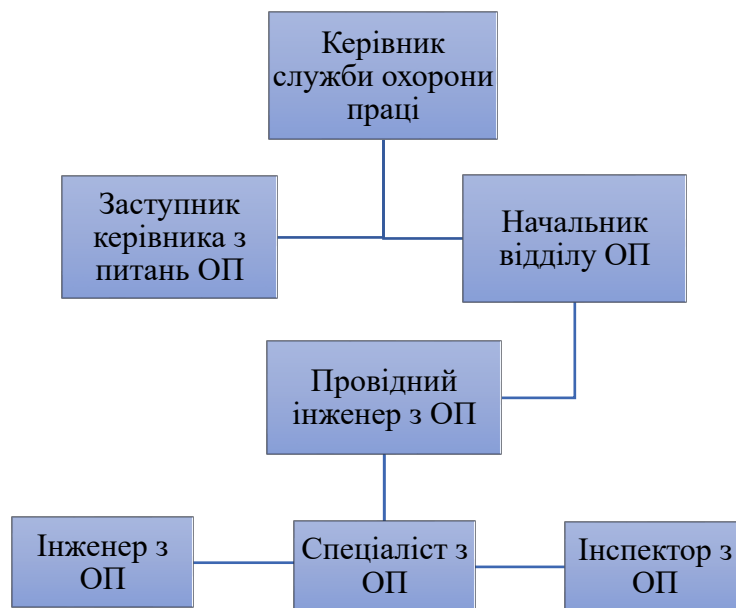 Керівник
служби охорони
праці
Заступник
керівника з
питань ОП
Начальник
відділу ОП
Провідний
інженер з ОП
Інженер з
ОП
Спеціаліст з
ОП
Інспектор з
ОП